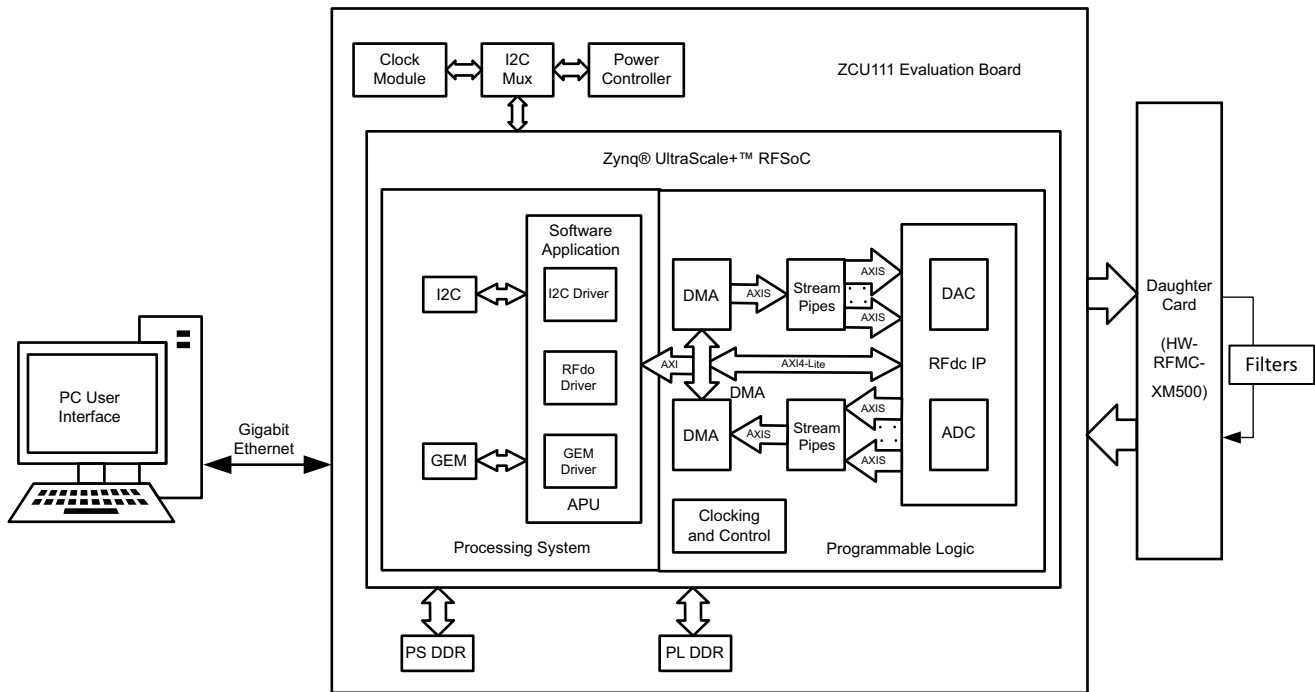 Clock
Module
I2C
Mux
Power
Controller
ZCU111 Evaluation Board
Zynq® UltraScale+™ RFSoC
Software
Application
I2C
I2C Driver
RFdo
Driver
GEM
GEM
Driver
APU
Processing System
DMA
AXIS
Stream
Pipes
AXIS
AXIS
DAC
AXI
AXI4-Lite
RFdc IP
DMA
DMA
AXIS
Stream
Pipes
AXIS
AXIS
ADC
Clocking
and Control
Programmable Logic
PS DDR
PL DDR
PC User
Interface
Gigabit
Ethernet
Daughter
Card
(HW-
RFMC-
XM500)
Filters